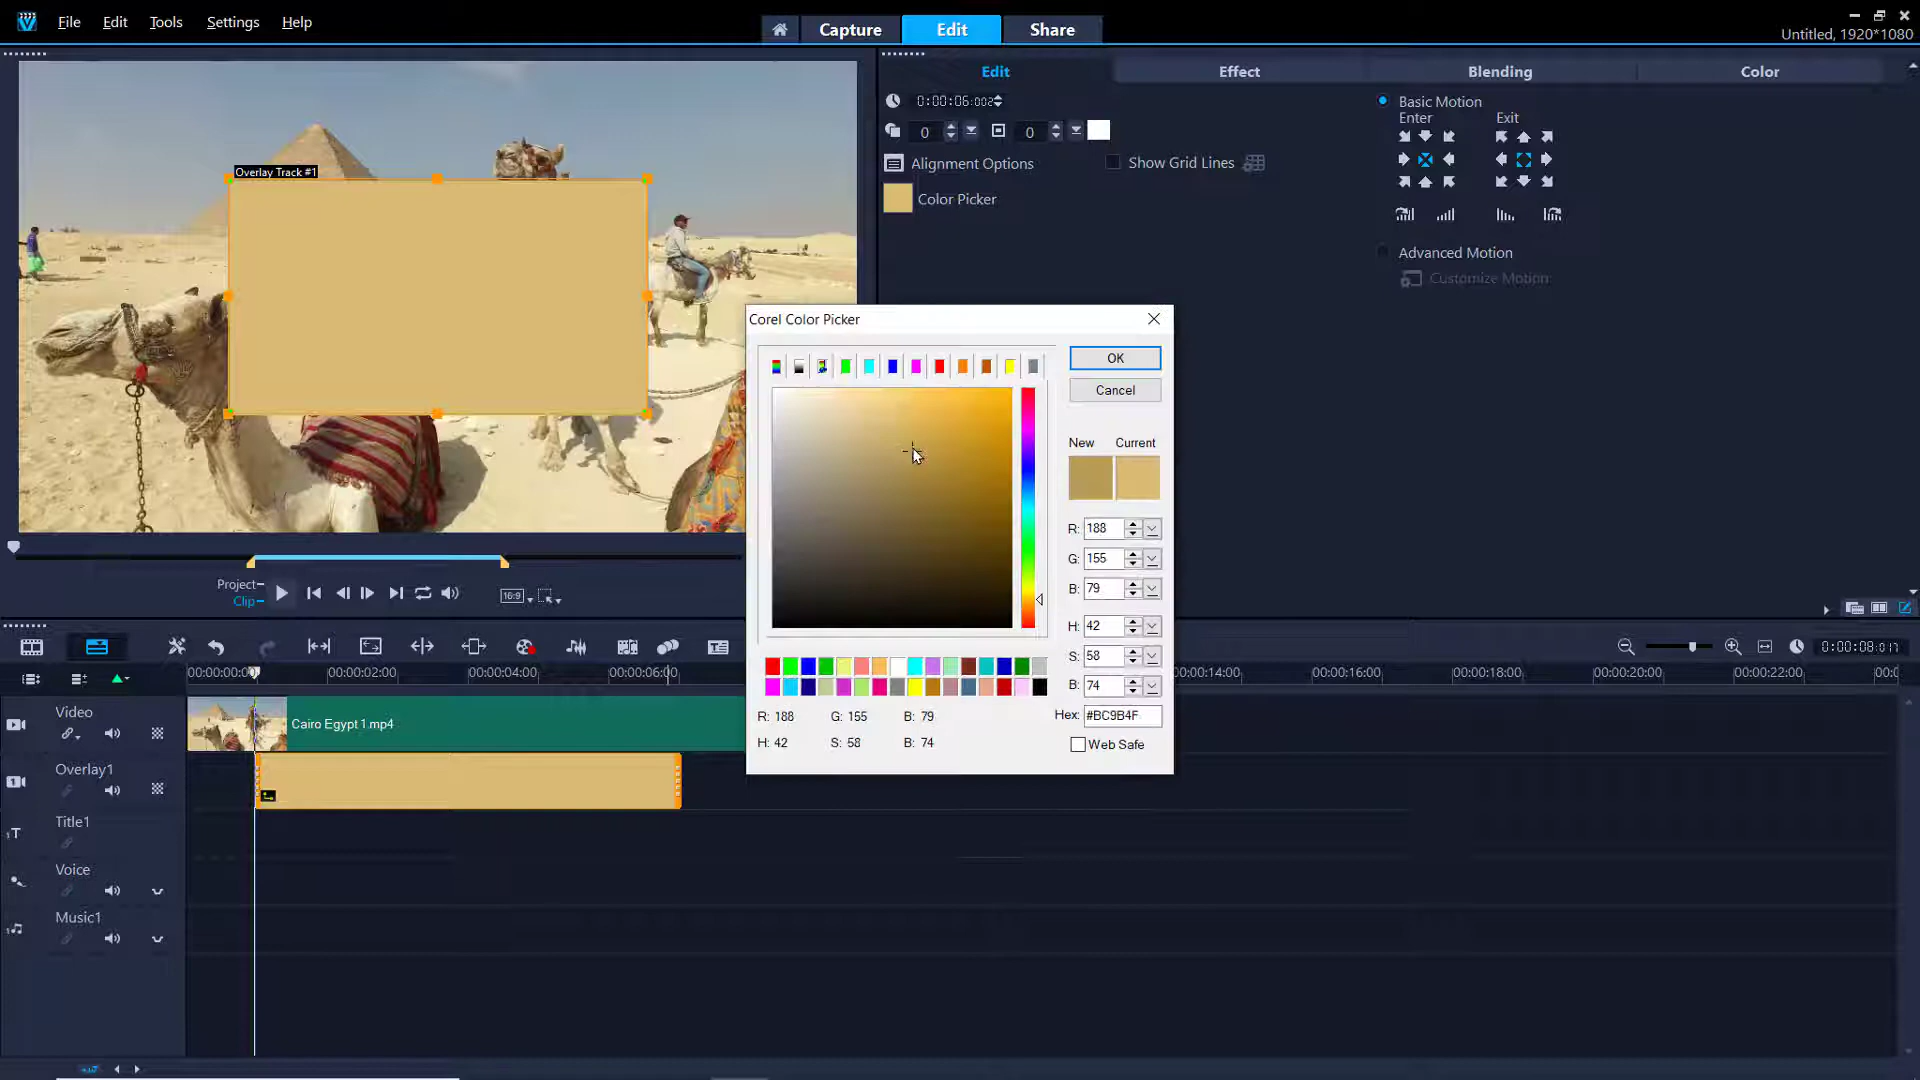 File Edit Tools Settings Help
Capture Edit Share
Untitled, 1920*1080
Edit Effect Blending Color
0:00:06:002
Basic Motion
Enter Exit
0 0
Alignment Options Show Grid Lines
Color Picker
Advanced Motion
Customize Motion
Overlay Track #1
Corel Color Picker
OK
Cancel
New Current
R: 188
G: 155
B: 79
H: 42
S: 58
B: 74
Hex: #BC9B4F
R: 188 G: 155 B: 79
H: 42 S: 58 B: 74
Web Safe
Project
Clip
16:9
0:00:08:017
00:00:00:00 00:00:02:00 00:00:04:00 00:00:06:00 00:00:14:00 00:00:16:00 00:00:18:00 00:00:20:00 00:00:22:00
Video
Cairo Egypt 1.mp4
Overlay1
Title1
Voice
Music1